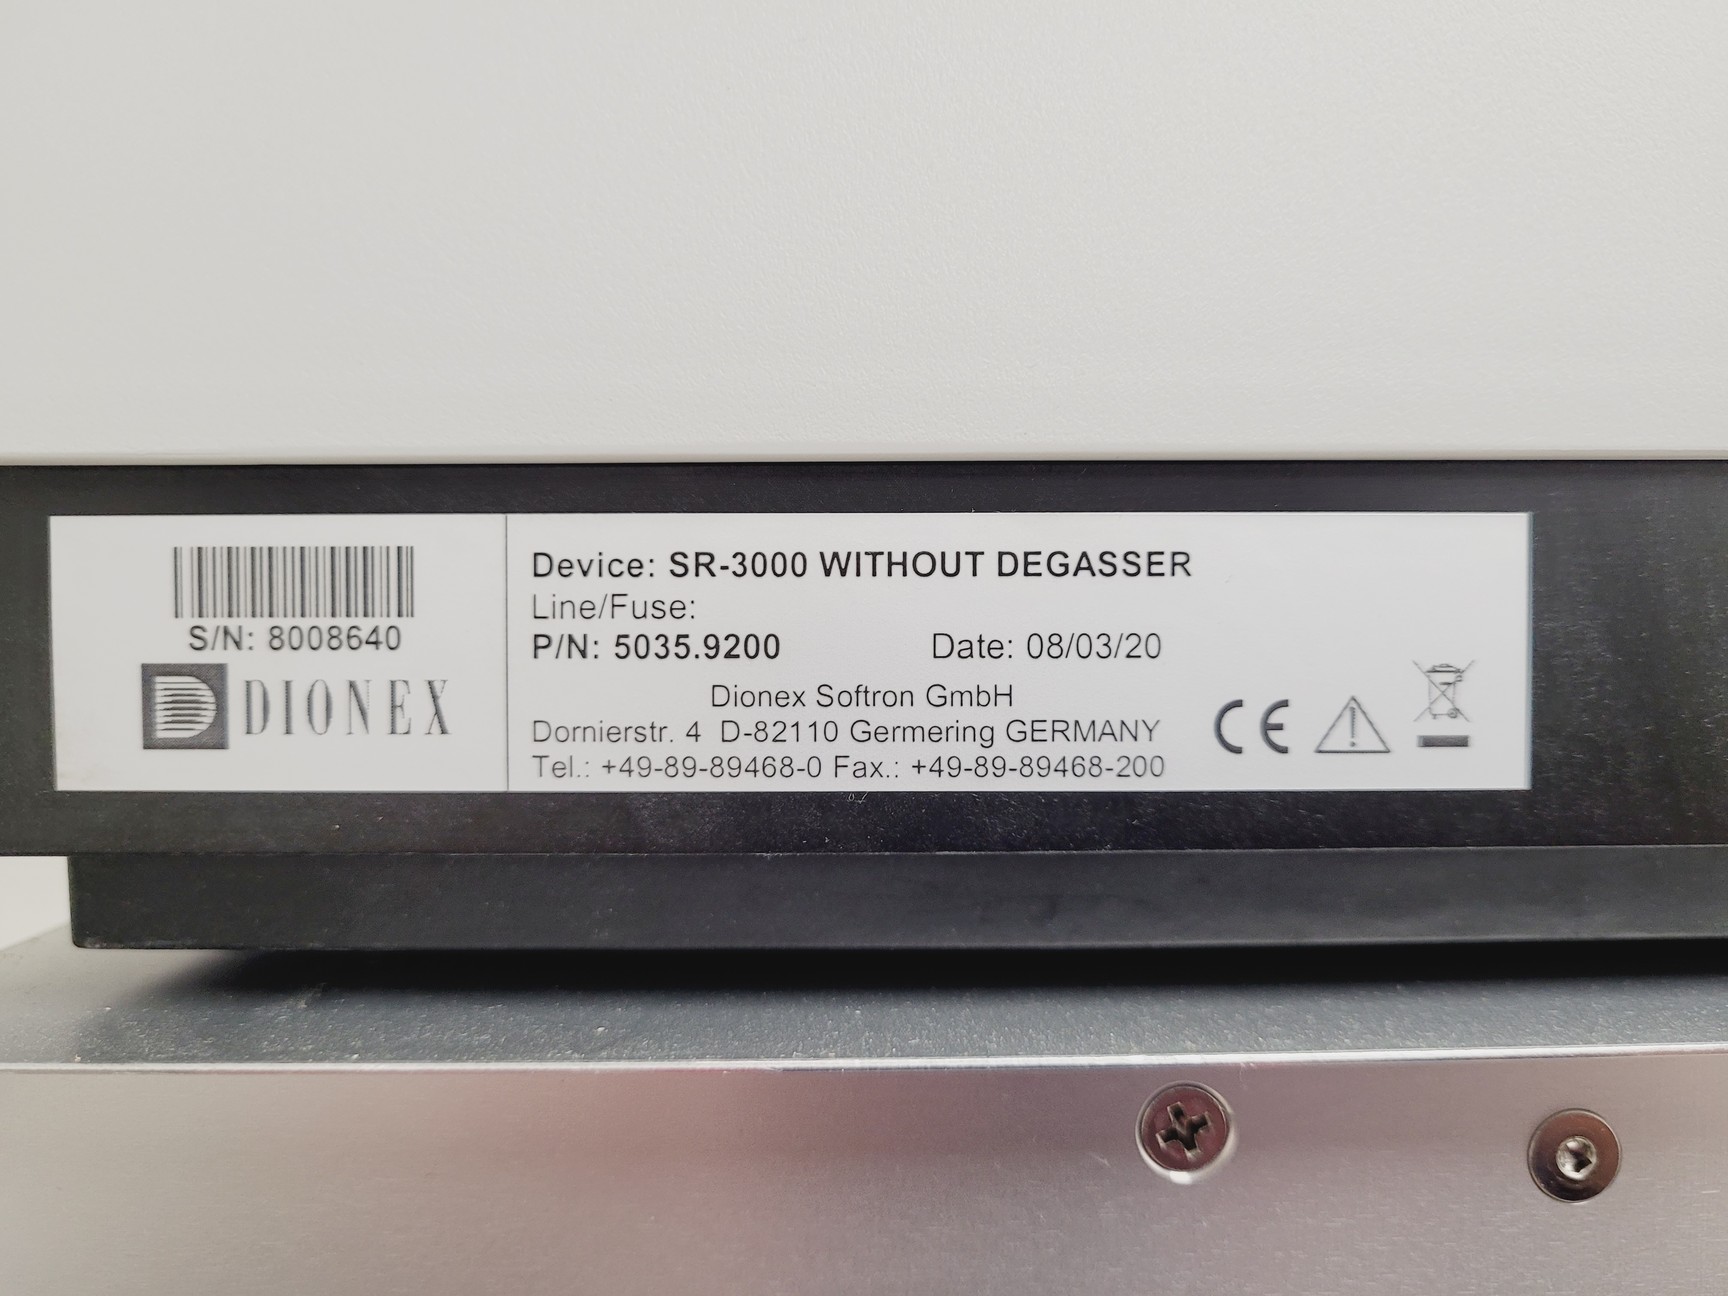 S/N: 8008640
DIONEX
Device: SR-3000 WITHOUT DEGASSER
Line/Fuse:
P/N: 5035.9200 Date: 08/03/20
Dionex Softron GmbH
Dornierstr. 4 D-82110 Germering GERMANY
Tel.: +49-89-89468-0 Fax.: +49-89-89468-200
CE